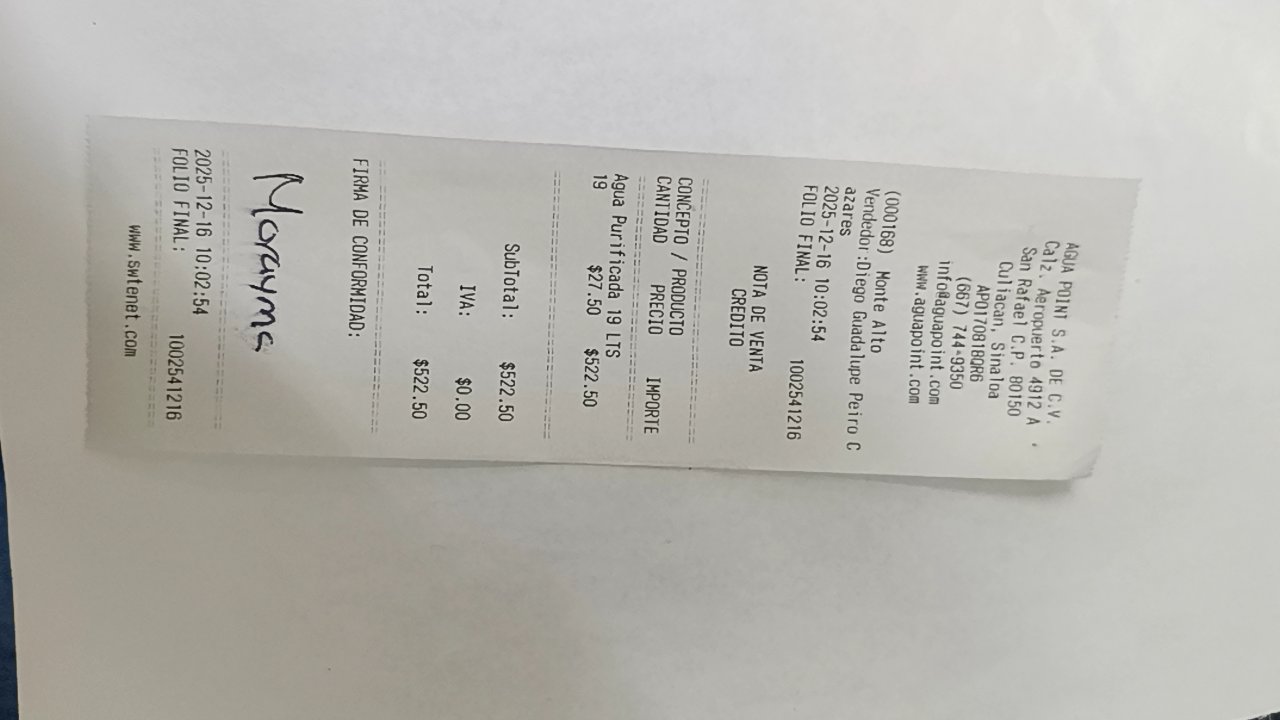 AGUA POINT S.A. DE C.V.
Calz. Aeropuerto 4912 A .
San Rafael C.P. 80150
Culiacan, Sinaloa
APO170818QR6
(667) 744-9350
info@aguapoint.com
www.aguapoint.com
(000168) Monte Alto
Vendedor:Diego Guadalupe Peiro C
azares
2025-12-16 10:02:54
FOLIO FINAL: 1002541216
NOTA DE VENTA
CREDITO
CONCEPTO / PRODUCTO
CANTIDAD PRECIO IMPORTE
Agua Purificada 19 LTS
19 $27.50 $522.50
SubTotal: $522.50
IVA: $0.00
Total: $522.50
FIRMA DE CONFORMIDAD:
Morayma
2025-12-16 10:02:54
FOLIO FINAL: 1002541216
www.swtenet.com